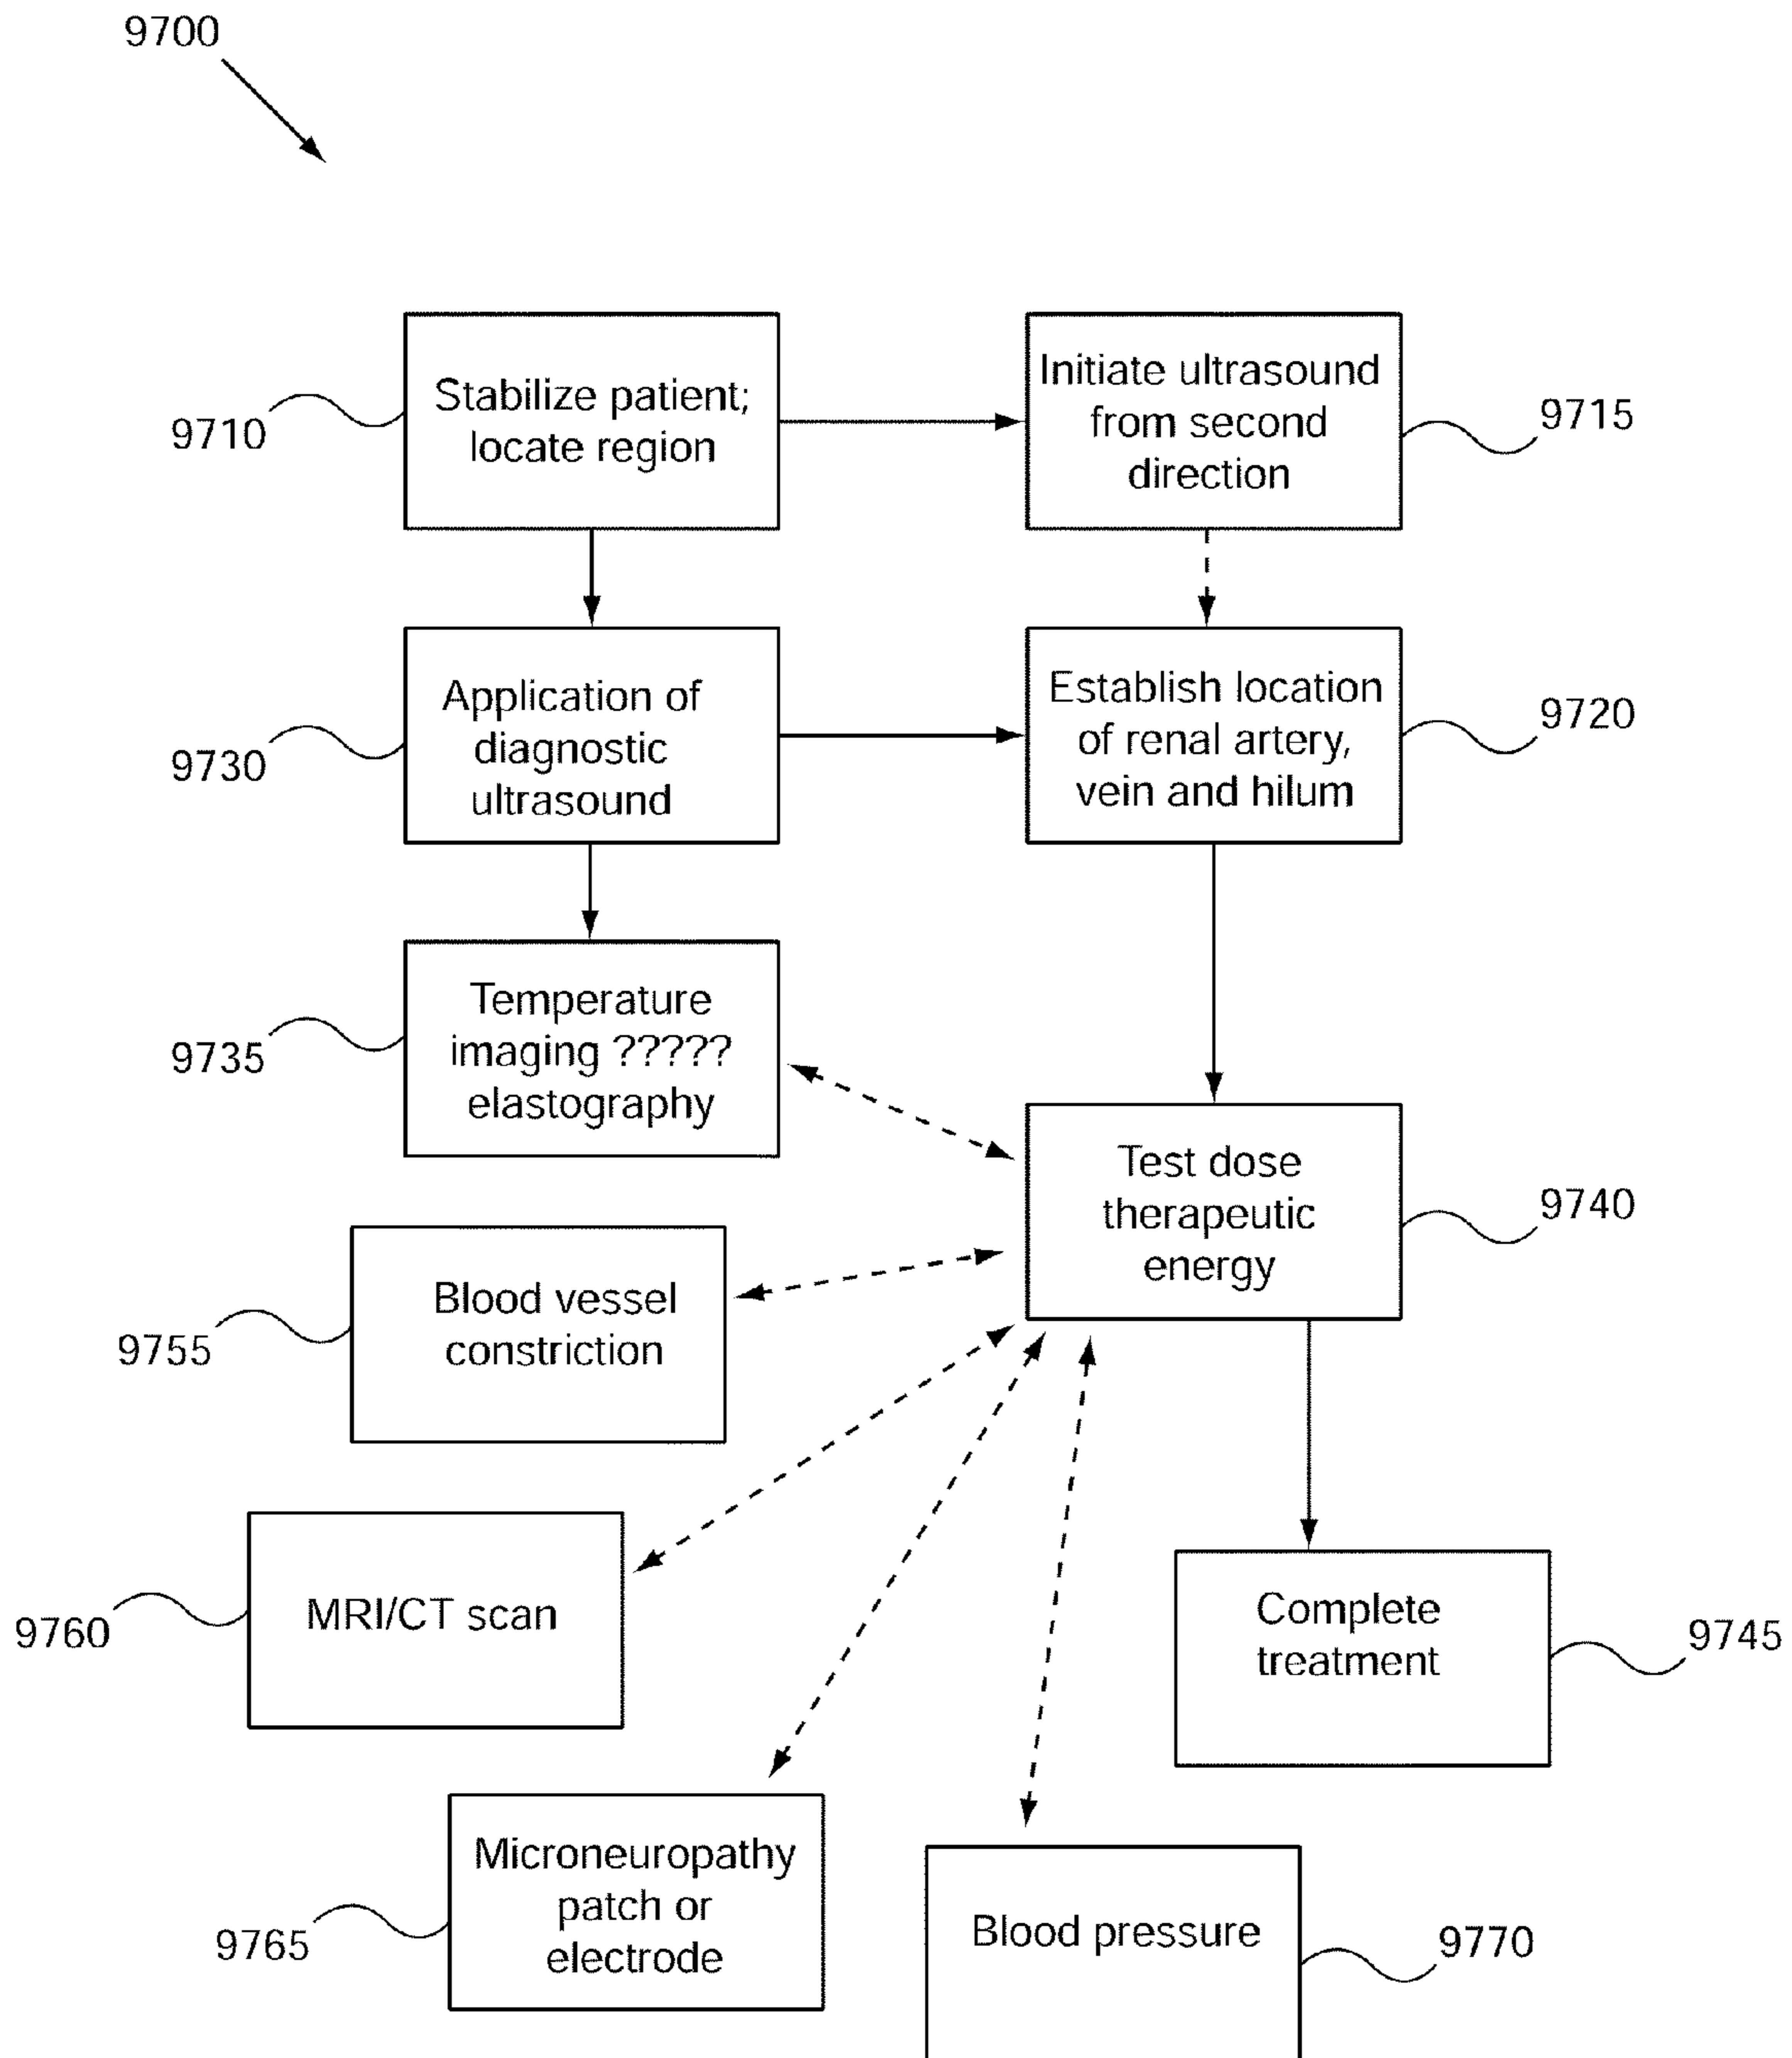 9700
Stabilize patient;
locate region
9710
Initiate ultrasound
from second
direction
9715
Application of
diagnostic
ultrasound
9730
Establish location
of renal artery,
vein and hilum
9720
Temperature
imaging ?????
elastography
9735
Test dose
therapeutic
energy
9740
Blood vessel
constriction
9755
MRI/CT scan
9760
Complete
treatment
9745
Microneuropathy
patch or
electrode
9765
Blood pressure
9770